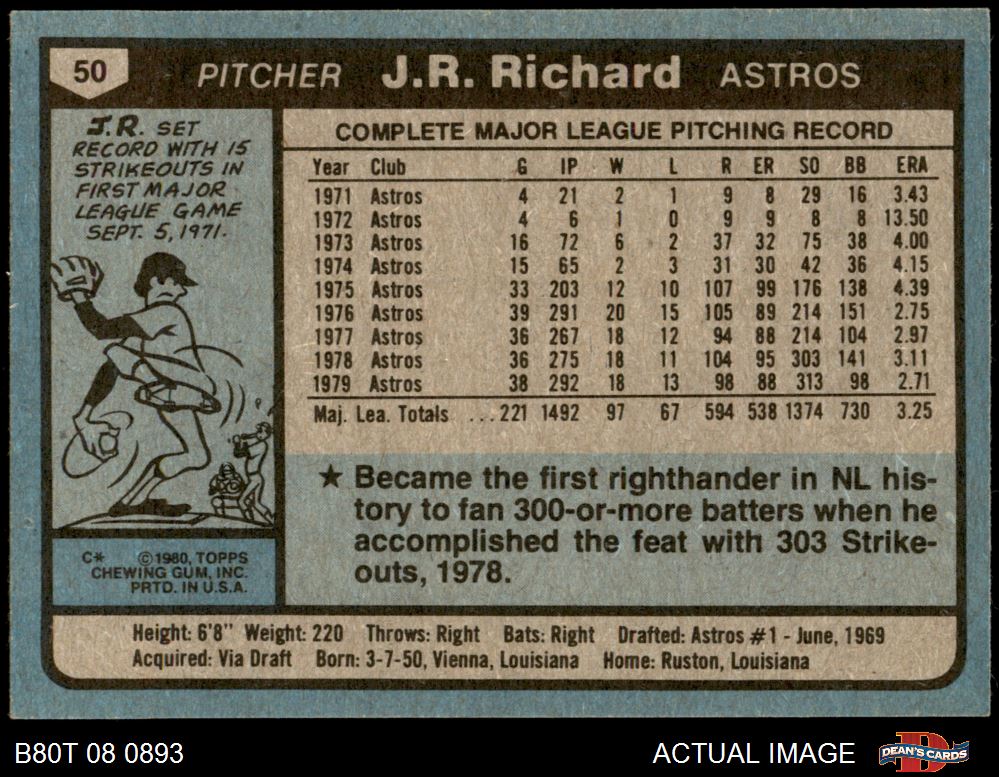 50 PITCHER J.R. Richard ASTROS
J.R. SET
RECORD WITH 15
STRIKEOUTS IN
FIRST MAJOR
LEAGUE GAME
SEPT. 5, 1971.
COMPLETE MAJOR LEAGUE PITCHING RECORD
Year Club G IP W L R ER SO BB ERA
1971 Astros 4 21 2 1 9 8 29 16 3.43
1972 Astros 4 6 1 0 9 9 8 8 13.50
1973 Astros 16 72 6 2 37 32 75 38 4.00
1974 Astros 15 65 2 3 31 30 42 36 4.15
1975 Astros 33 203 12 10 107 99 176 138 4.39
1976 Astros 39 291 20 15 105 89 214 151 2.75
1977 Astros 36 267 18 12 94 88 214 104 2.97
1978 Astros 36 275 18 11 104 95 303 141 3.11
1979 Astros 38 292 18 13 98 88 313 98 2.71
Maj. Lea. Totals ...221 1492 97 67 594 538 1374 730 3.25
★ Became the first righthander in NL his-
tory to fan 300-or-more batters when he
accomplished the feat with 303 Strike-
outs, 1978.
C* ©1980, TOPPS
CHEWING GUM, INC.
PRTD. IN U.S.A.
Height: 6'8" Weight: 220 Throws: Right Bats: Right Drafted: Astros #1 - June, 1969
Acquired: Via Draft Born: 3-7-50, Vienna, Louisiana Home: Ruston, Louisiana
B80T 08 0893 ACTUAL IMAGE D DEAN'S CARDS